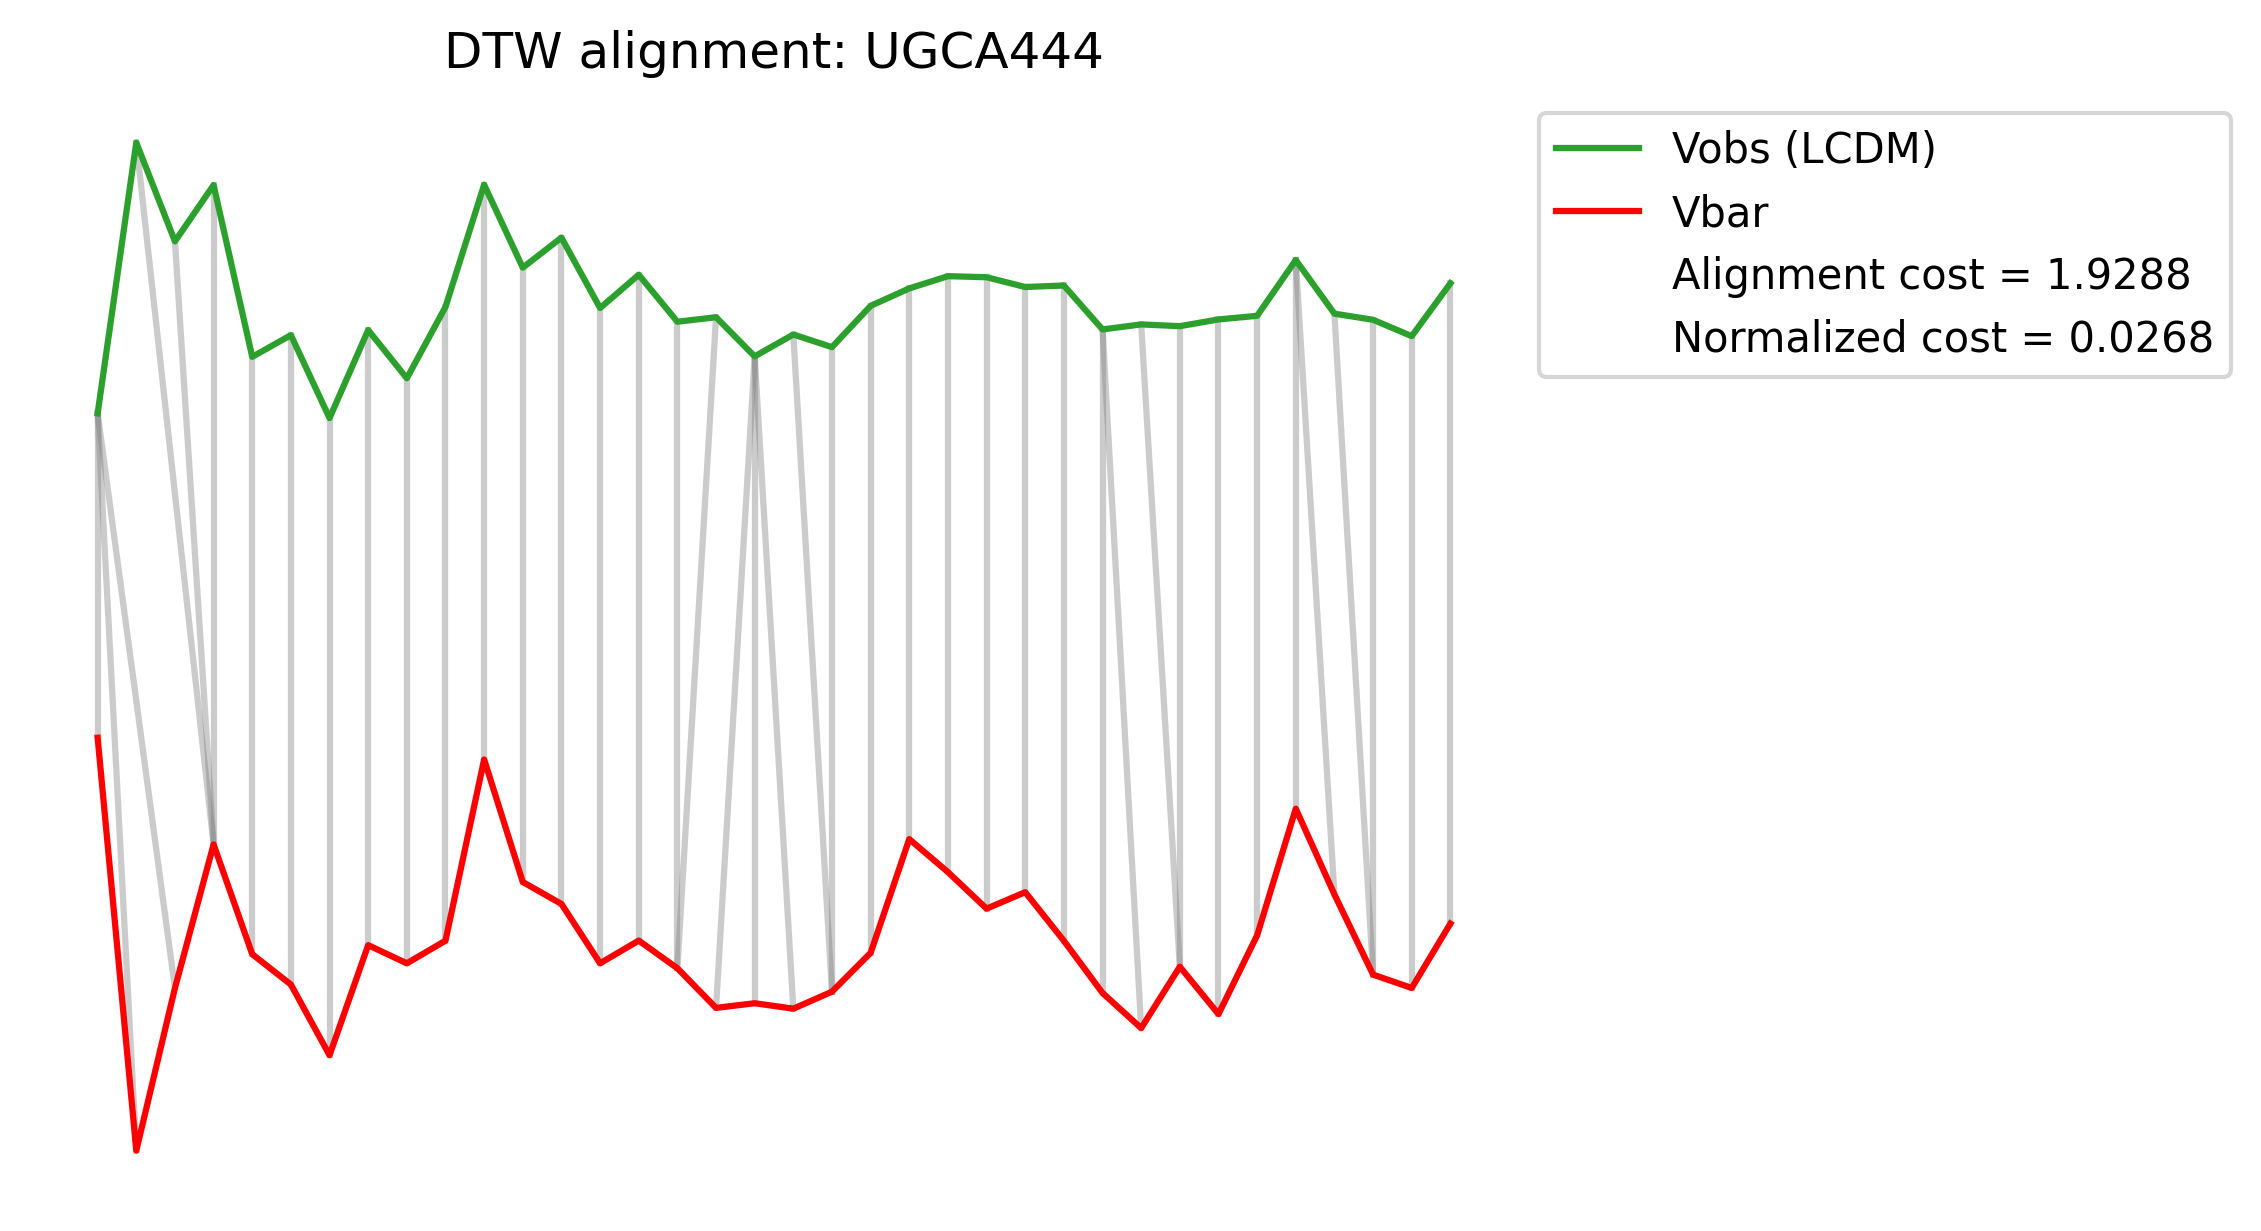 DTW alignment: UGCA444
Vobs (LCDM)
Vbar
Alignment cost = 1.9288
Normalized cost = 0.0268